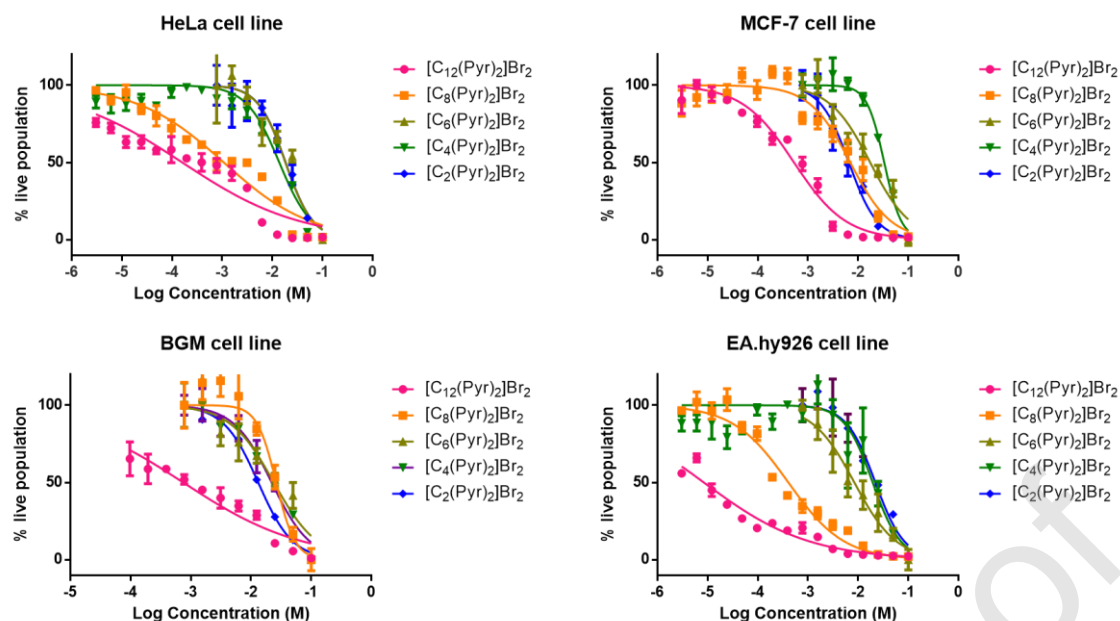 HeLa cell line
% live population
100
50
0
-6 -5 -4 -3 -2 -1 0
Log Concentration (M)
[C₁₂(Pyr)₂]Br₂
[C₈(Pyr)₂]Br₂
[C₆(Pyr)₂]Br₂
[C₄(Pyr)₂]Br₂
[C₂(Pyr)₂]Br₂
MCF-7 cell line
% live population
100
50
0
-6 -5 -4 -3 -2 -1 0
Log Concentration (M)
[C₁₂(Pyr)₂]Br₂
[C₈(Pyr)₂]Br₂
[C₆(Pyr)₂]Br₂
[C₄(Pyr)₂]Br₂
[C₂(Pyr)₂]Br₂
BGM cell line
% live population
100
50
0
-5 -4 -3 -2 -1 0
Log Concentration (M)
[C₁₂(Pyr)₂]Br₂
[C₈(Pyr)₂]Br₂
[C₆(Pyr)₂]Br₂
[C₄(Pyr)₂]Br₂
[C₂(Pyr)₂]Br₂
EA.hy926 cell line
% live population
100
50
0
-6 -5 -4 -3 -2 -1 0
Log Concentration (M)
[C₁₂(Pyr)₂]Br₂
[C₈(Pyr)₂]Br₂
[C₆(Pyr)₂]Br₂
[C₄(Pyr)₂]Br₂
[C₂(Pyr)₂]Br₂